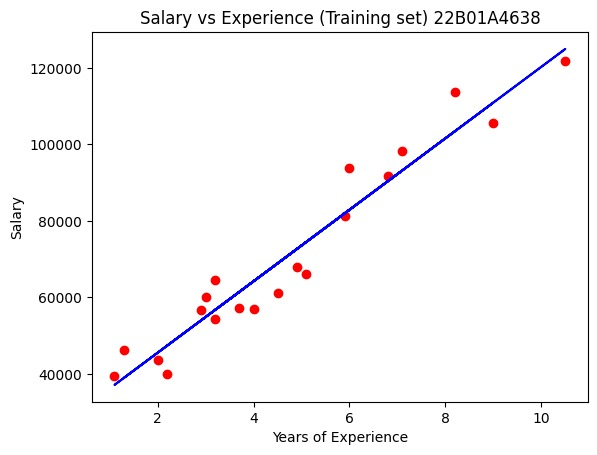 Salary vs Experience (Training set) 22B01A4638
120000
100000
80000
60000
40000
Salary
2 4 6 8 10
Years of Experience